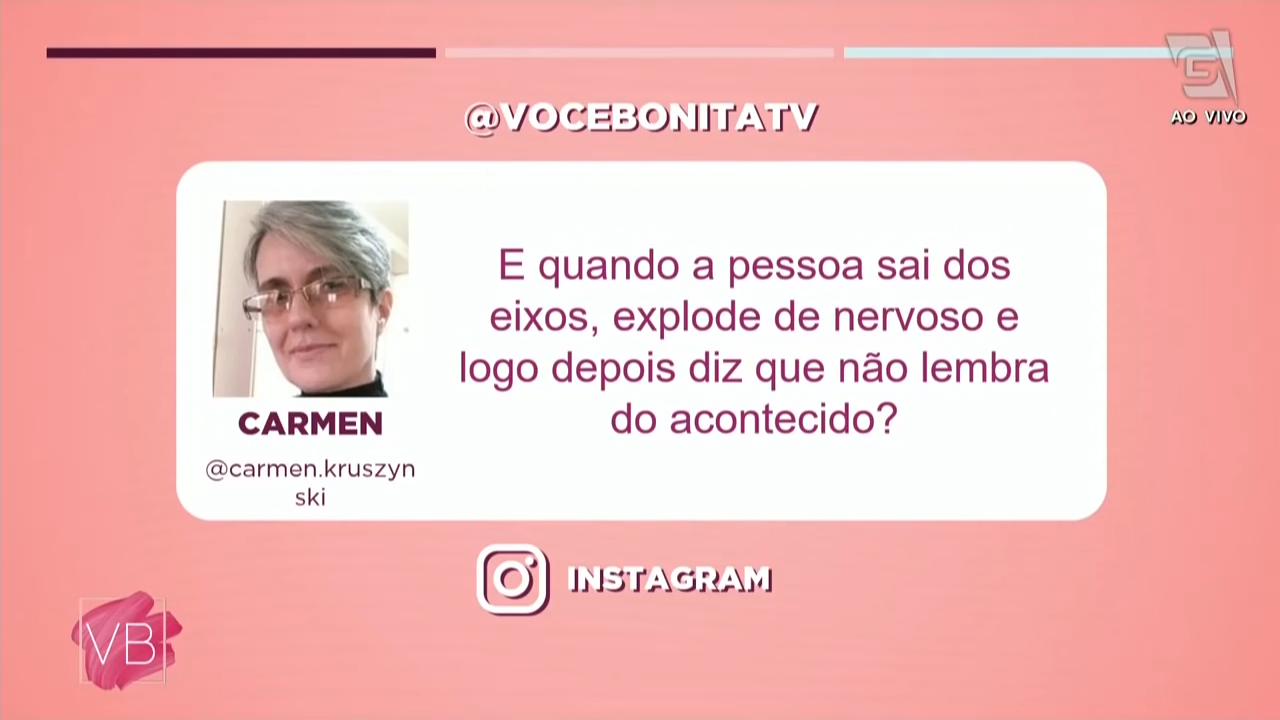 @VOCEBONITATV
AO VIVO
E quando a pessoa sai dos
eixos, explode de nervoso e
logo depois diz que não lembra
do acontecido?
CARMEN
@carmen.kruszyn
ski
INSTAGRAM
VB